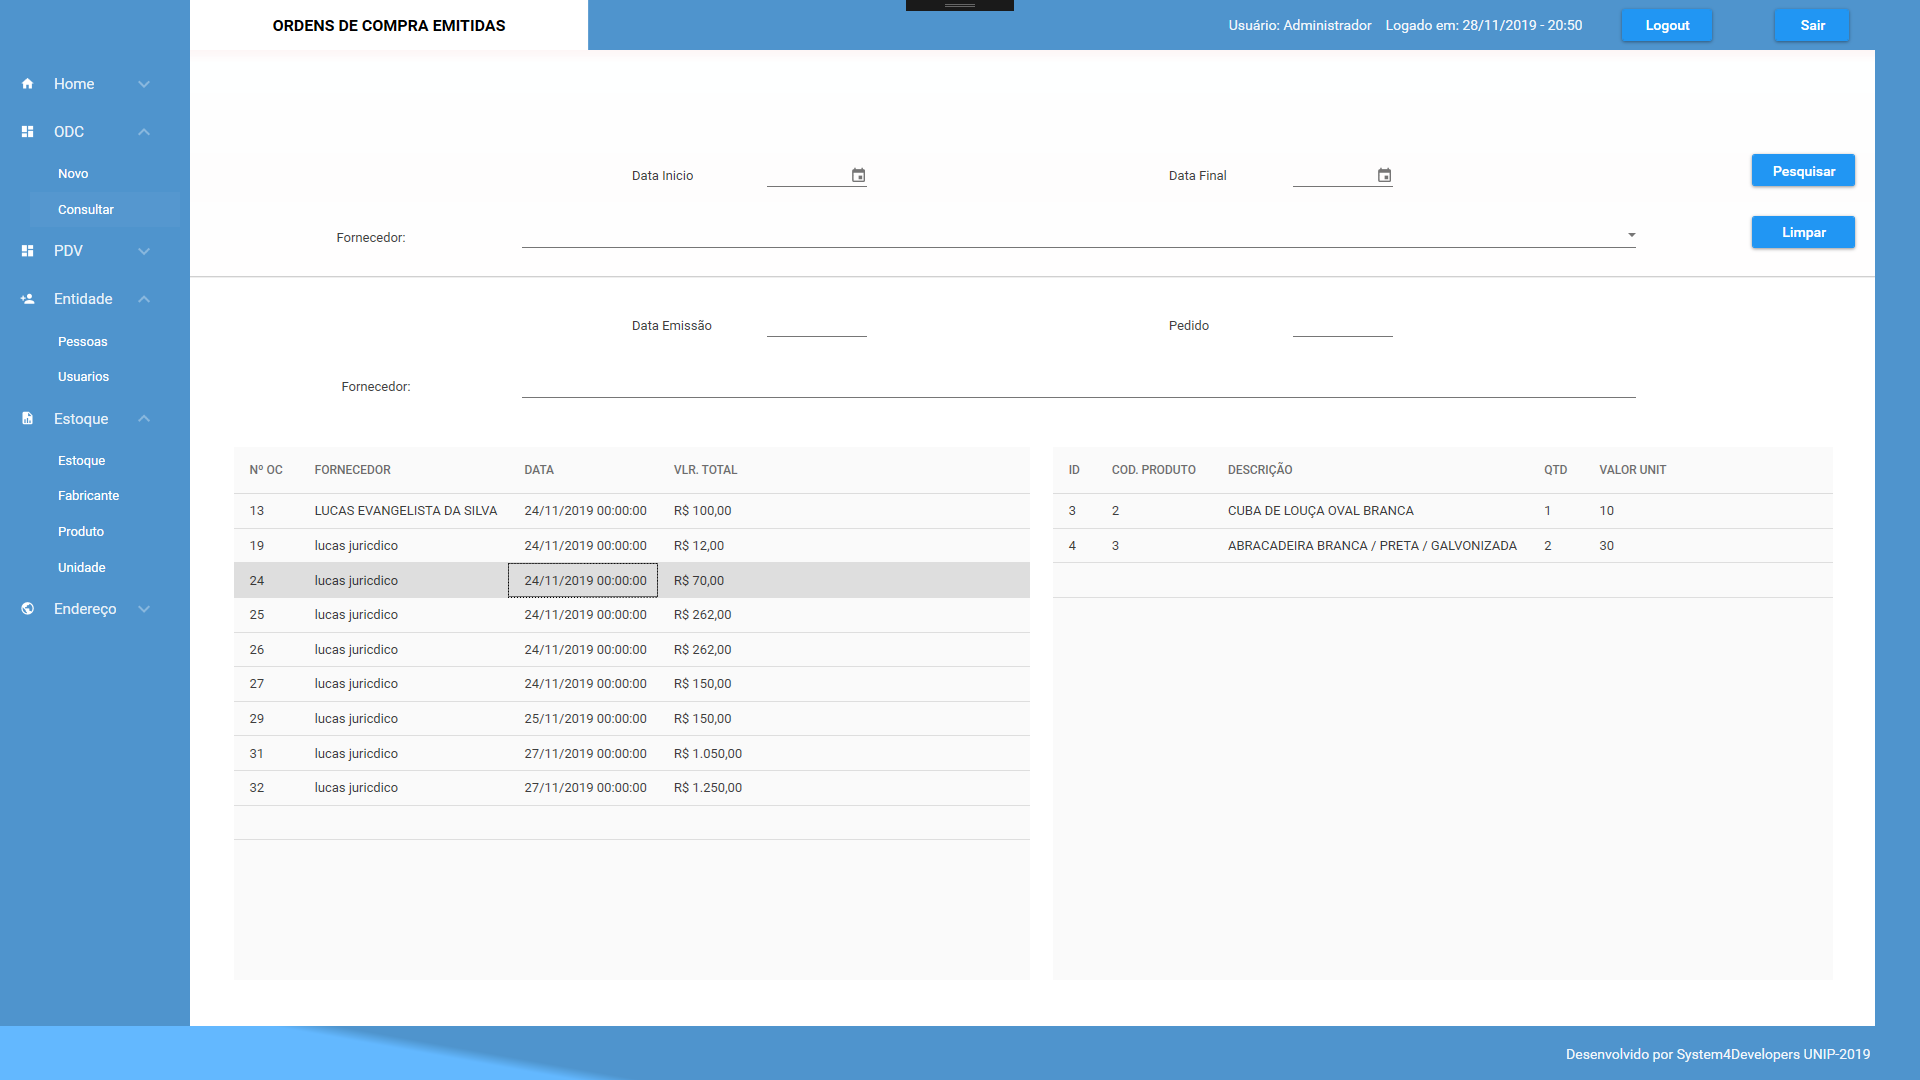 ORDENS DE COMPRA EMITIDAS
Usuário: Administrador Logado em: 28/11/2019 - 20:50 Logout Sair
Home
ODC
Novo
Consultar
PDV
Entidade
Pessoas
Usuarios
Estoque
Estoque
Fabricante
Produto
Unidade
Endereço
Data Inicio Data Final Pesquisar
Fornecedor: Limpar
Data Emissão Pedido
Fornecedor:
Nº OC FORNECEDOR DATA VLR. TOTAL
13 LUCAS EVANGELISTA DA SILVA 24/11/2019 00:00:00 R$ 100,00
19 lucas juricdico 24/11/2019 00:00:00 R$ 12,00
24 lucas juricdico 24/11/2019 00:00:00 R$ 70,00
25 lucas juricdico 24/11/2019 00:00:00 R$ 262,00
26 lucas juricdico 24/11/2019 00:00:00 R$ 262,00
27 lucas juricdico 24/11/2019 00:00:00 R$ 150,00
29 lucas juricdico 25/11/2019 00:00:00 R$ 150,00
31 lucas juricdico 27/11/2019 00:00:00 R$ 1.050,00
32 lucas juricdico 27/11/2019 00:00:00 R$ 1.250,00
ID COD. PRODUTO DESCRIÇÃO QTD VALOR UNIT
3 2 CUBA DE LOUÇA OVAL BRANCA 1 10
4 3 ABRACADEIRA BRANCA / PRETA / GALVONIZADA 2 30
Desenvolvido por System4Developers UNIP-2019